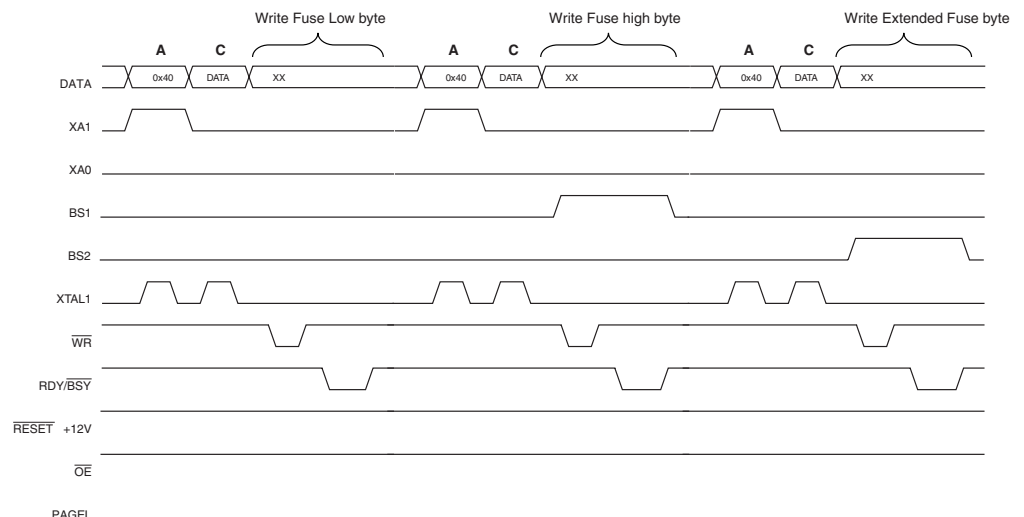 Write Fuse Low byte Write Fuse high byte Write Extended Fuse byte
A C A C A C
DATA 0x40 DATA XX 0x40 DATA XX 0x40 DATA XX
XA1
XA0
BS1
BS2
XTAL1
WR
RDY/BSY
RESET +12V
OE
PAGEL